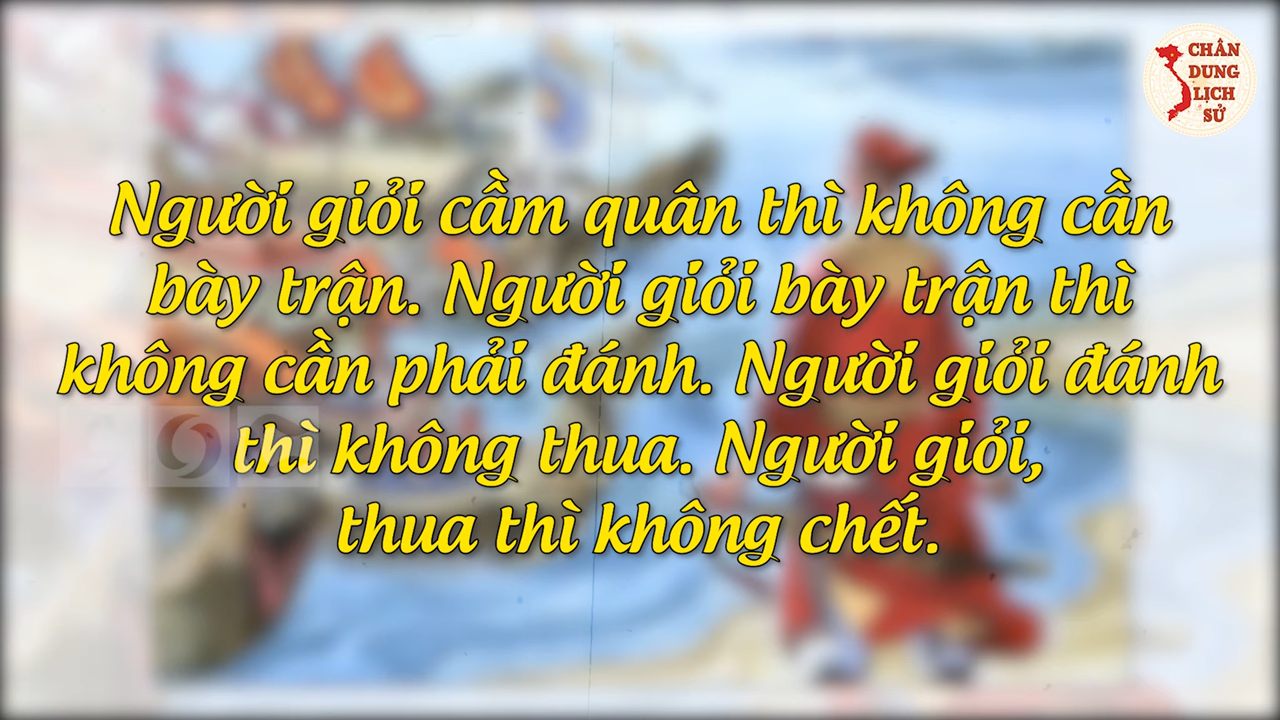 CHÂN
DUNG
LỊCH
SỬ
Người giỏi cầm quân thì không cần
bày trận. Người giỏi bày trận thì
không cần phải đánh. Người giỏi đánh
thì không thua. Người giỏi,
thua thì không chết.